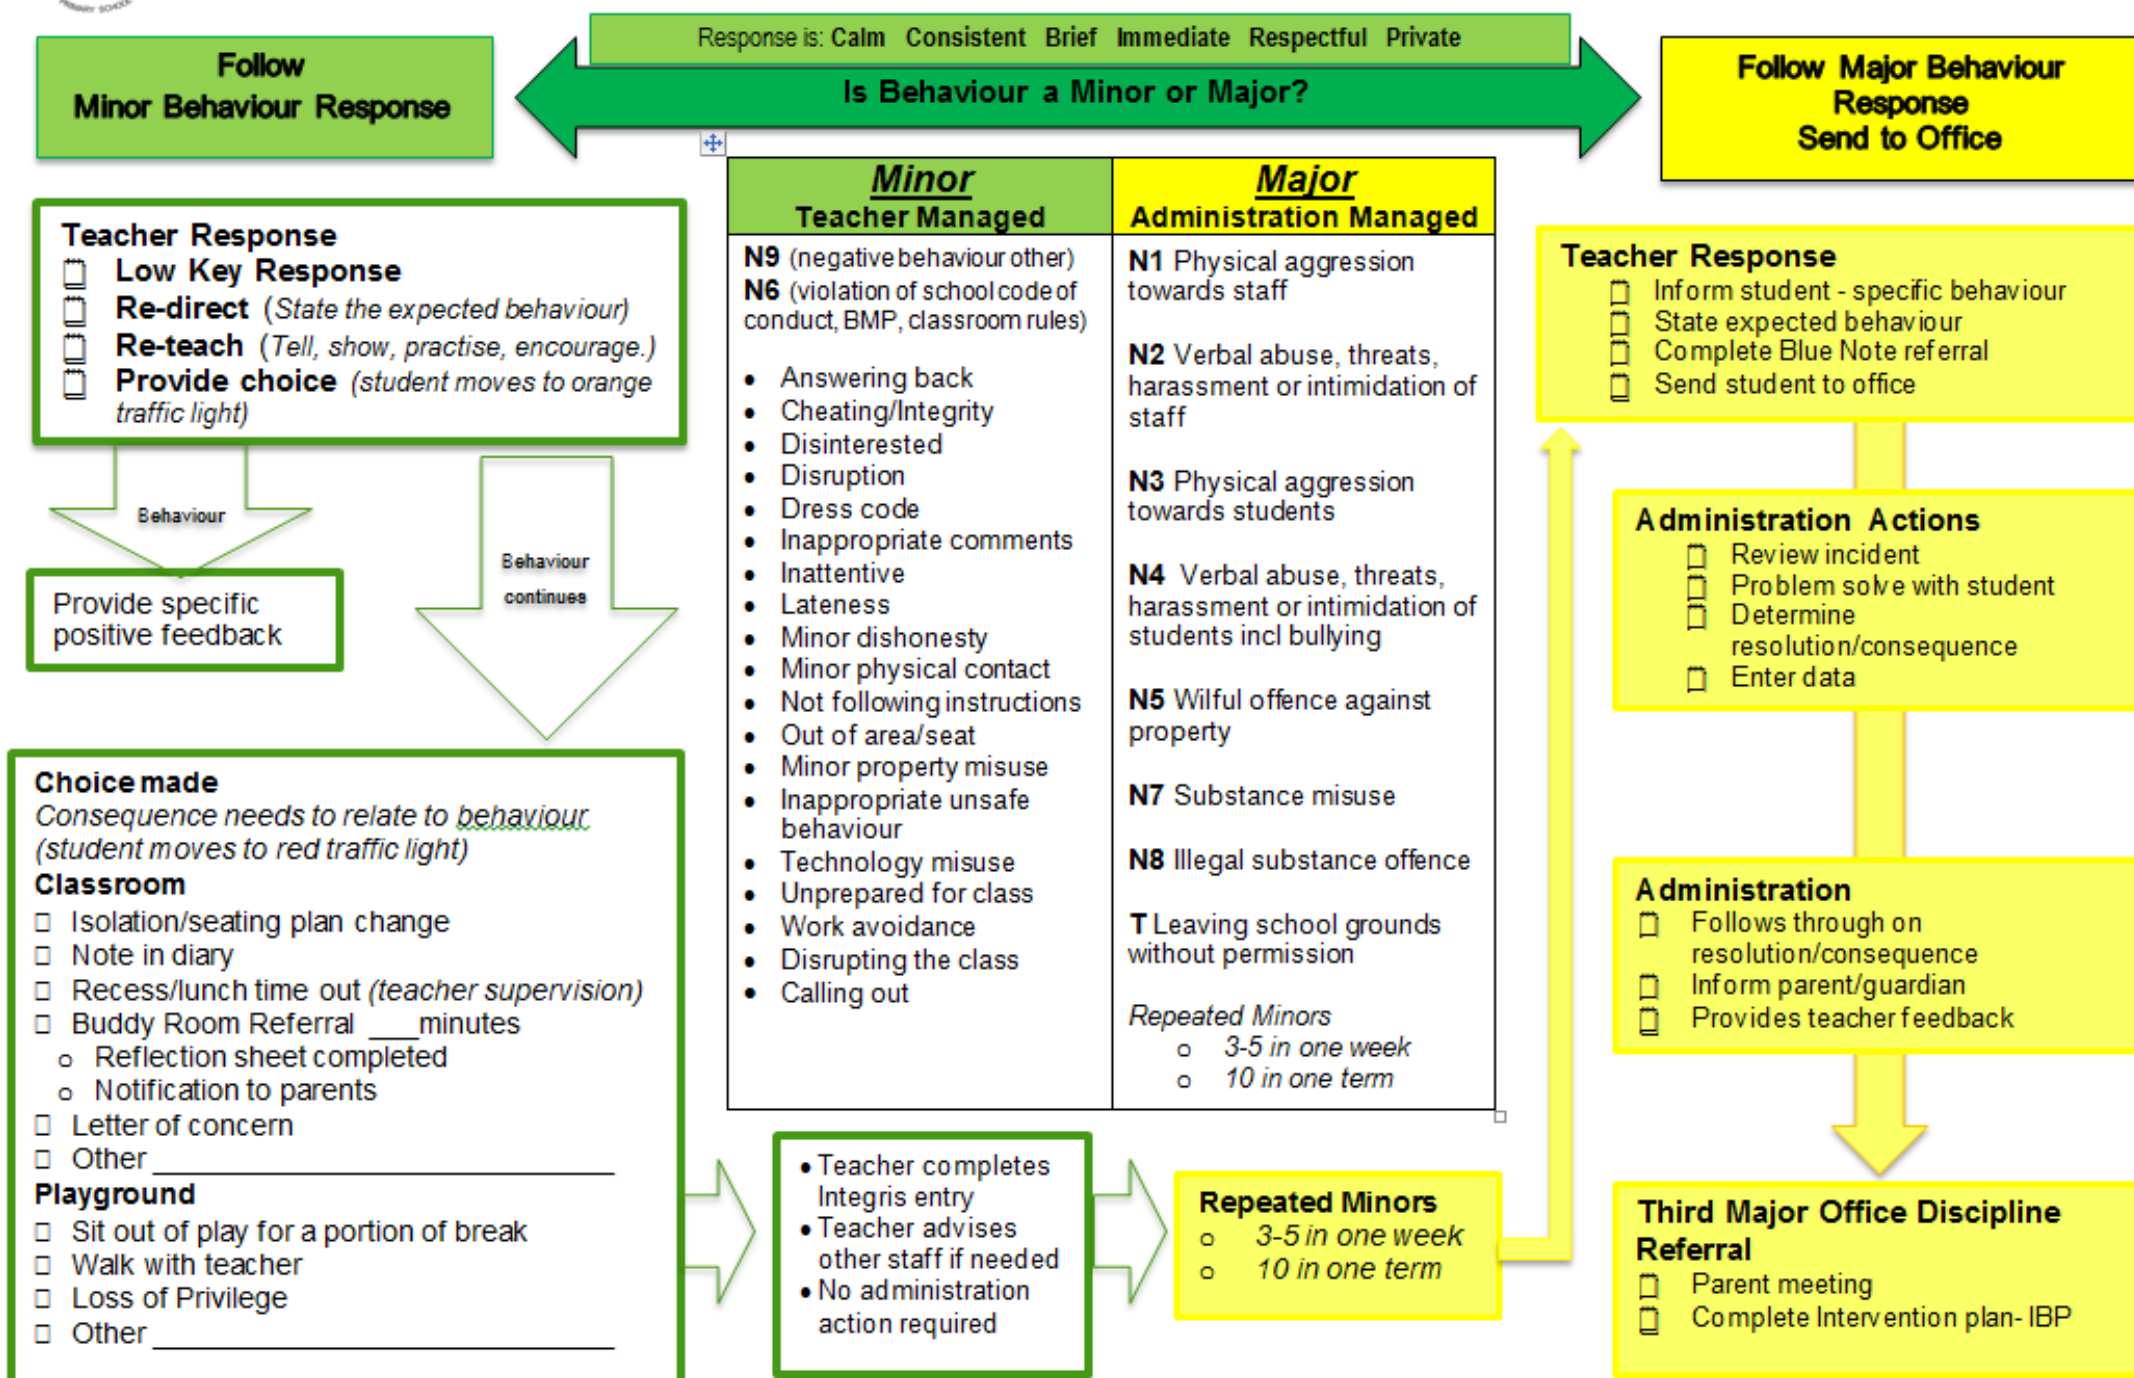 PRIMARY SCHOOL
Response is: Calm Consistent Brief Immediate Respectful Private
Follow
Minor Behaviour Response
Is Behaviour a Minor or Major?
Follow Major Behaviour
Response
Send to Office
Teacher Response
Low Key Response
Re-direct (State the expected behaviour)
Re-teach (Tell, show, practise, encourage.)
Provide choice (student moves to orange
traffic light)
Behaviour
Provide specific
positive feedback
Behaviour
continues
Choice made
Consequence needs to relate to behaviour
(student moves to red traffic light)
Classroom
□ Isolation/seating plan change
□ Note in diary
□ Recess/lunch time out (teacher supervision)
□ Buddy Room Referral ___minutes
o Reflection sheet completed
o Notification to parents
□ Letter of concern
□ Other ____________________________
Playground
□ Sit out of play for a portion of break
□ Walk with teacher
□ Loss of Privilege
□ Other ____________________________
Minor
Teacher Managed
N9 (negative behaviour other)
N6 (violation of school code of
conduct, BMP, classroom rules)
• Answering back
• Cheating/Integrity
• Disinterested
• Disruption
• Dress code
• Inappropriate comments
• Inattentive
• Lateness
• Minor dishonesty
• Minor physical contact
• Not following instructions
• Out of area/seat
• Minor property misuse
• Inappropriate unsafe
behaviour
• Technology misuse
• Unprepared for class
• Work avoidance
• Disrupting the class
• Calling out
Major
Administration Managed
N1 Physical aggression
towards staff
N2 Verbal abuse, threats,
harassment or intimidation of
staff
N3 Physical aggression
towards students
N4 Verbal abuse, threats,
harassment or intimidation of
students incl bullying
N5 Wilful offence against
property
N7 Substance misuse
N8 Illegal substance offence
T Leaving school grounds
without permission
Repeated Minors
o 3-5 in one week
o 10 in one term
• Teacher completes
Integris entry
• Teacher advises
other staff if needed
• No administration
action required
Repeated Minors
o 3-5 in one week
o 10 in one term
Teacher Response
Inform student - specific behaviour
State expected behaviour
Complete Blue Note referral
Send student to office
Administration Actions
Review incident
Problem solve with student
Determine
resolution/consequence
Enter data
Administration
Follows through on
resolution/consequence
Inform parent/guardian
Provides teacher feedback
Third Major Office Discipline
Referral
Parent meeting
Complete Intervention plan- IBP